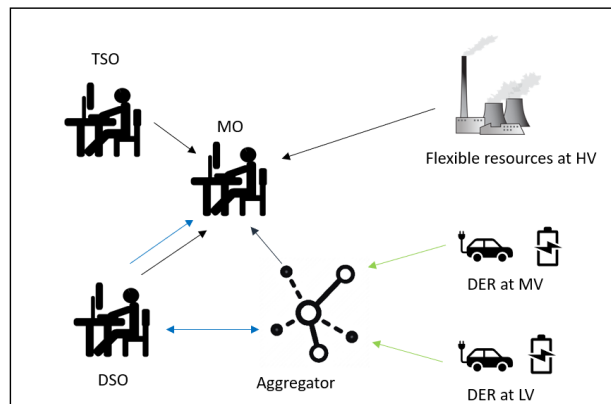 TSO
MO
Flexible resources at HV
DER at MV
DSO
Aggregator
DER at LV